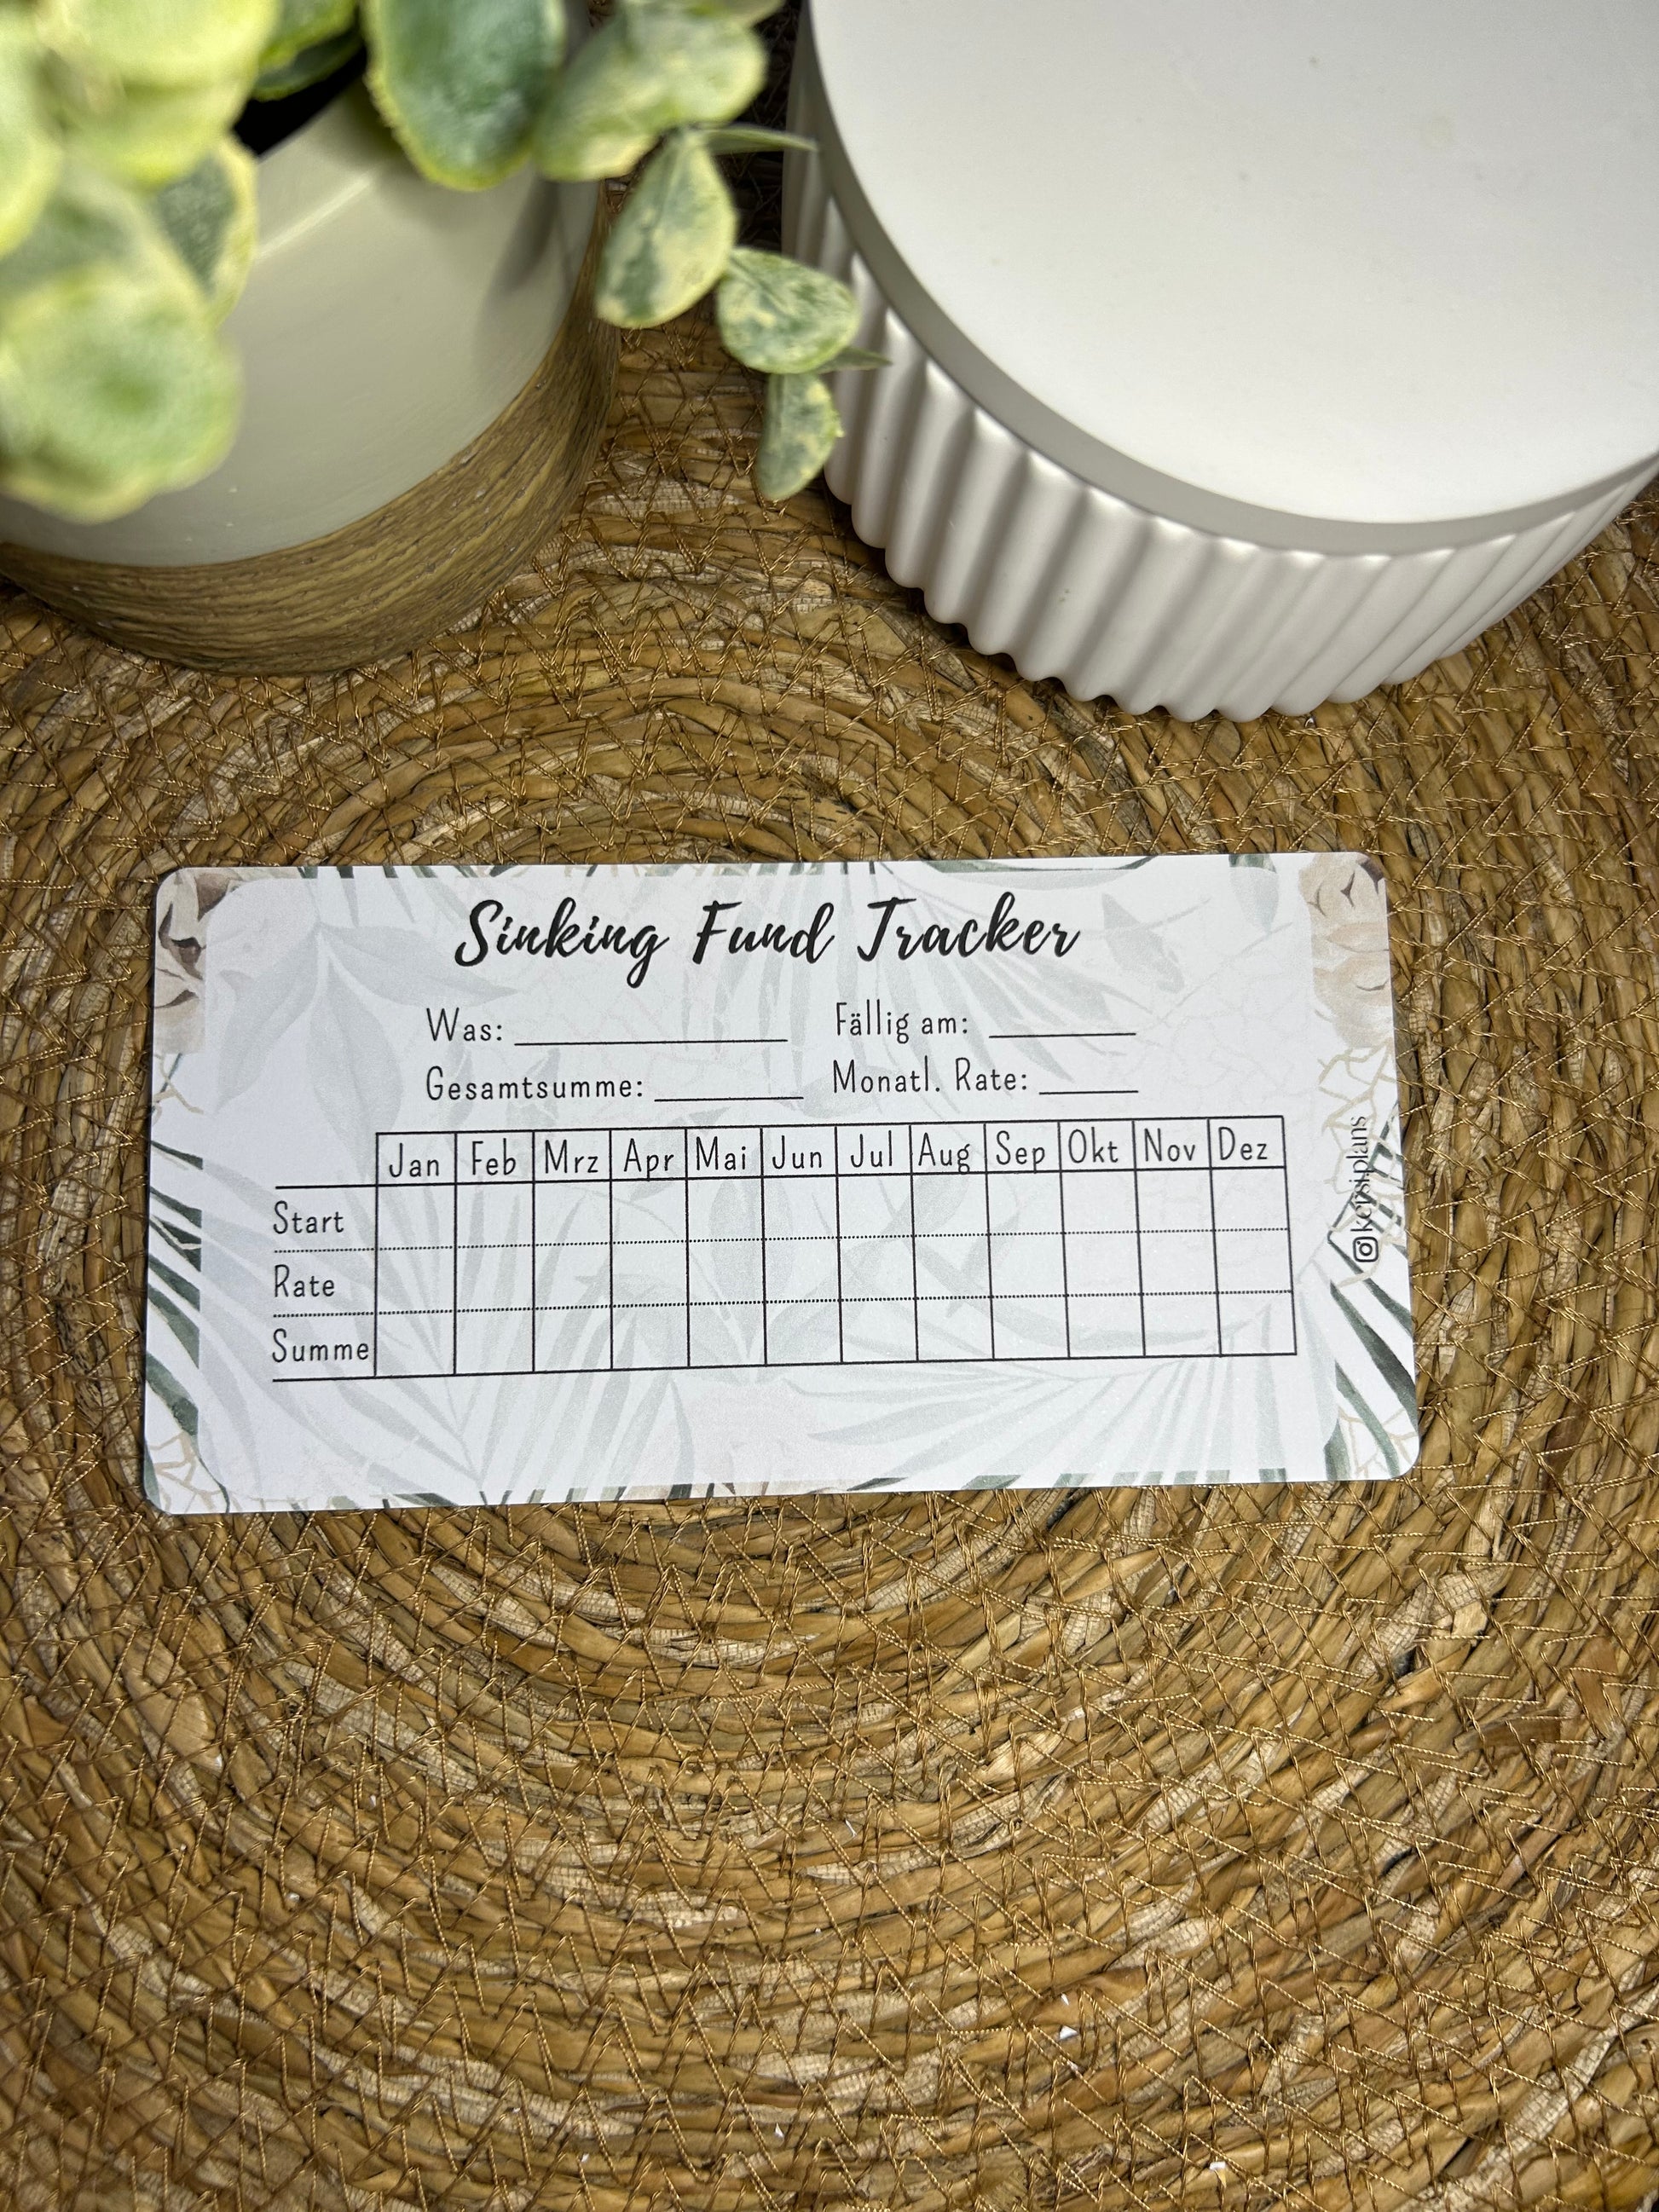 Sinking Fund Tracker
Was: Fällig am:
Gesamtsumme: Monatl. Rate:
Jan Feb Mrz Apr Mai Jun Jul Aug Sep Okt Nov Dez
Start
Rate
Summe